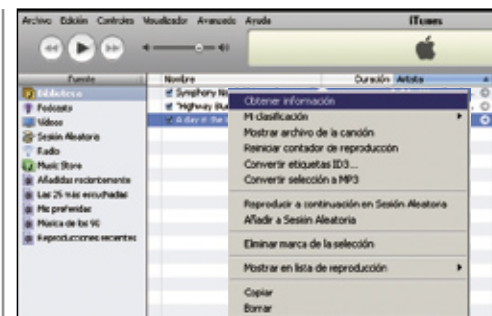 Archivo Edición Controles Visualizador Avanzado Ayuda
iTunes
Fuente
Nombre Duración Artista
Biblioteca
Podcasts
Vídeos
Sesión Aleatoria
Radio
Music Store
Añadidas recientemente
Las 25 más escuchadas
Mis preferidas
Música de los 90
Reproducciones recientes
Symphony No
"Highway Blu
A day in the
Obtener información
Mi clasificación
Mostrar archivo de la canción
Reiniciar contador de reproducción
Convertir etiquetas ID3...
Convertir selección a MP3
Reproducir a continuación en Sesión Aleatoria
Añadir a Sesión Aleatoria
Eliminar marca de la selección
Mostrar en lista de reproducción
Copiar
Borrar